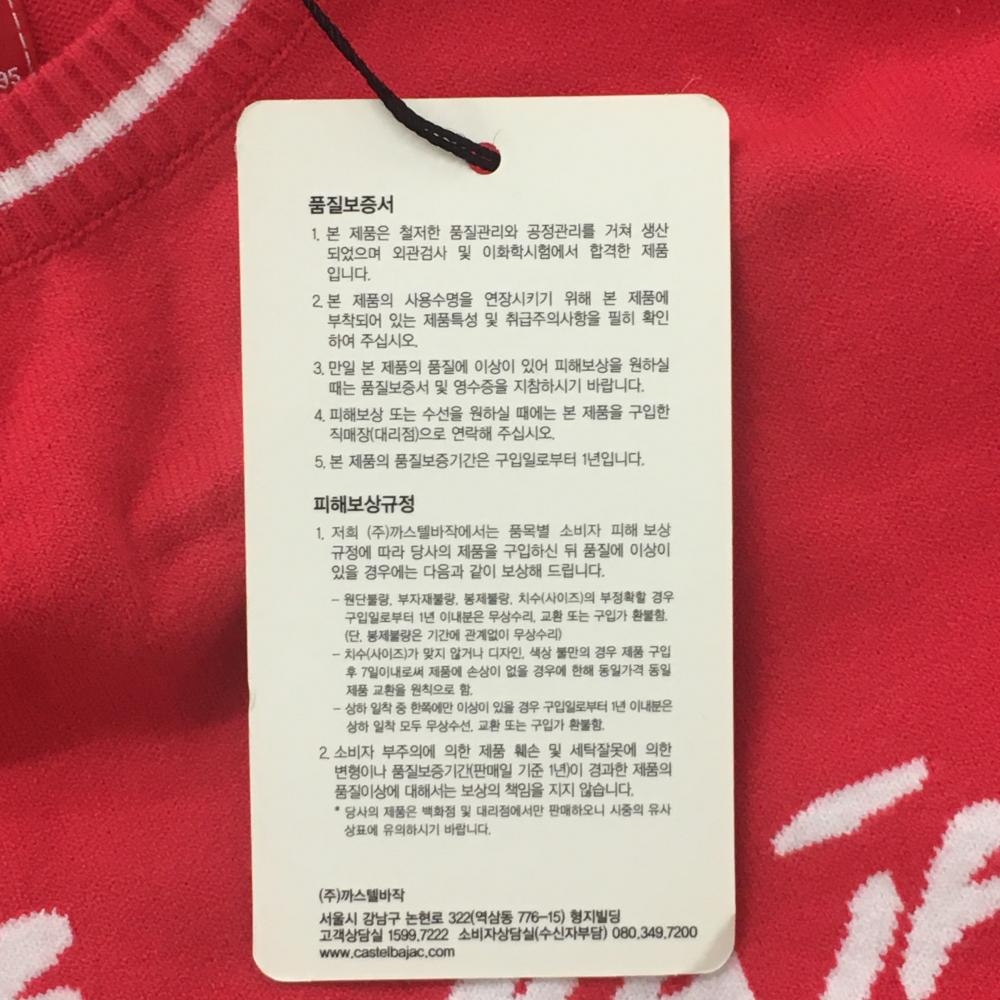 95
품질보증서
1. 본 제품은 철저한 품질관리와 공정관리를 거쳐 생산
되었으며 외관검사 및 이화학시험에서 합격한 제품
입니다.
2. 본 제품의 사용수명을 연장시키기 위해 본 제품에
부착되어 있는 제품특성 및 취급주의사항을 필히 확인
하여 주십시오.
3. 만일 본 제품의 품질에 이상이 있어 피해보상을 원하실
때는 품질보증서 및 영수증을 지참하시기 바랍니다.
4. 피해보상 또는 수선을 원하실 때에는 본 제품을 구입한
직매장(대리점)으로 연락해 주십시오.
5. 본 제품의 품질보증기간은 구입일로부터 1년입니다.
피해보상규정
1. 저희 (주)까스텔바작에서는 품목별 소비자 피해 보상
규정에 따라 당사의 제품을 구입하신 뒤 품질에 이상이
있을 경우에는 다음과 같이 보상해 드립니다.
- 원단불량, 부자재불량, 봉제불량, 치수(사이즈)의 부정확할 경우
구입일로부터 1년 이내분은 무상수리, 교환 또는 구입가 환불함.
(단, 봉제불량은 기간에 관계없이 무상수리)
- 치수(사이즈)가 맞지 않거나 디자인, 색상 불만의 경우 제품 구입
후 7일이내로써 제품에 손상이 없을 경우에 한해 동일가격 동일
제품 교환을 원칙으로 함.
- 상하 일착 중 한쪽에만 이상이 있을 경우 구입일로부터 1년 이내분은
상하 일착 모두 무상수선, 교환 또는 구입가 환불함.
2. 소비자 부주의에 의한 제품 훼손 및 세탁잘못에 의한
변형이나 품질보증기간(판매일 기준 1년)이 경과한 제품의
품질이상에 대해서는 보상의 책임을 지지 않습니다.
* 당사의 제품은 백화점 및 대리점에서만 판매하오니 시중의 유사
상표에 유의하시기 바랍니다.
(주)까스텔바작
서울시 강남구 논현로 322(역삼동 776-15) 형지빌딩
고객상담실 1599.7222 소비자상담실(수신자부담) 080.349.7200
www.castelbajac.com